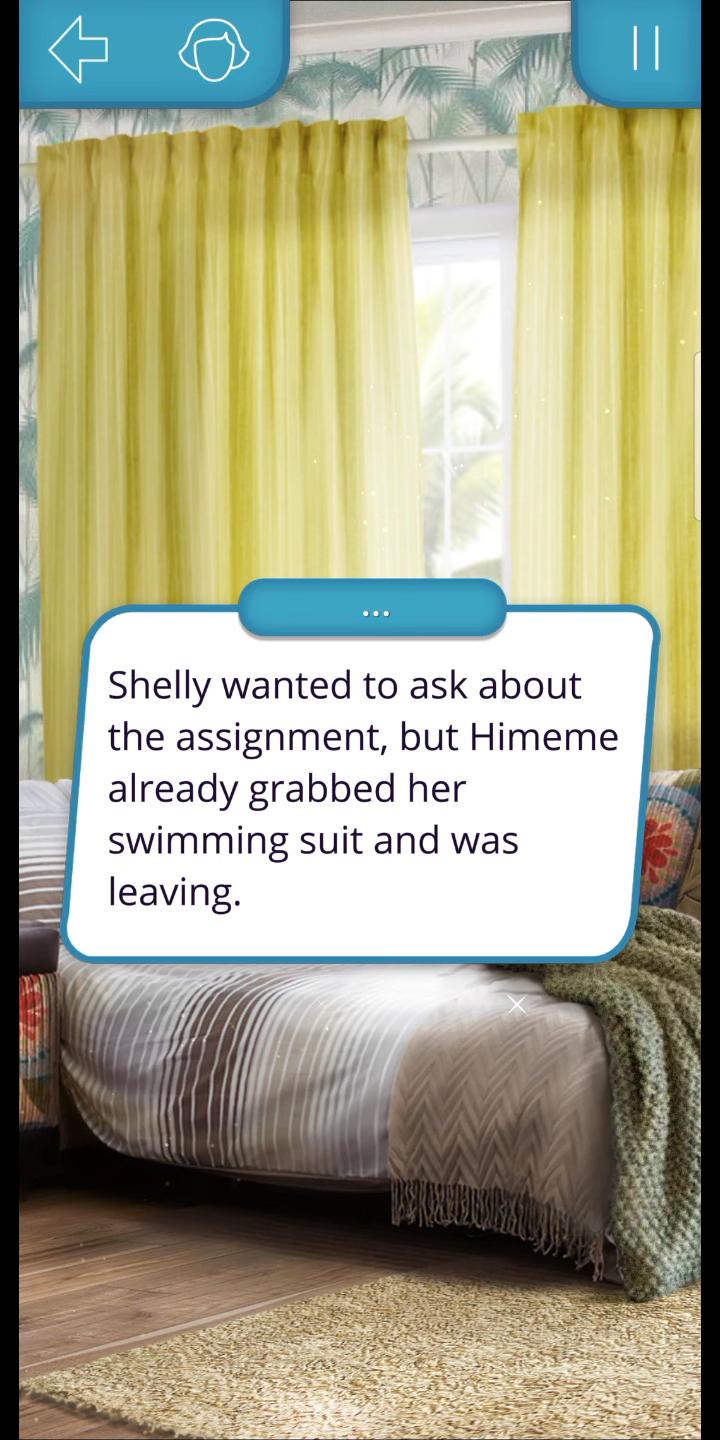 ...
Shelly wanted to ask about
the assignment, but Himeme
already grabbed her
swimming suit and was
leaving.